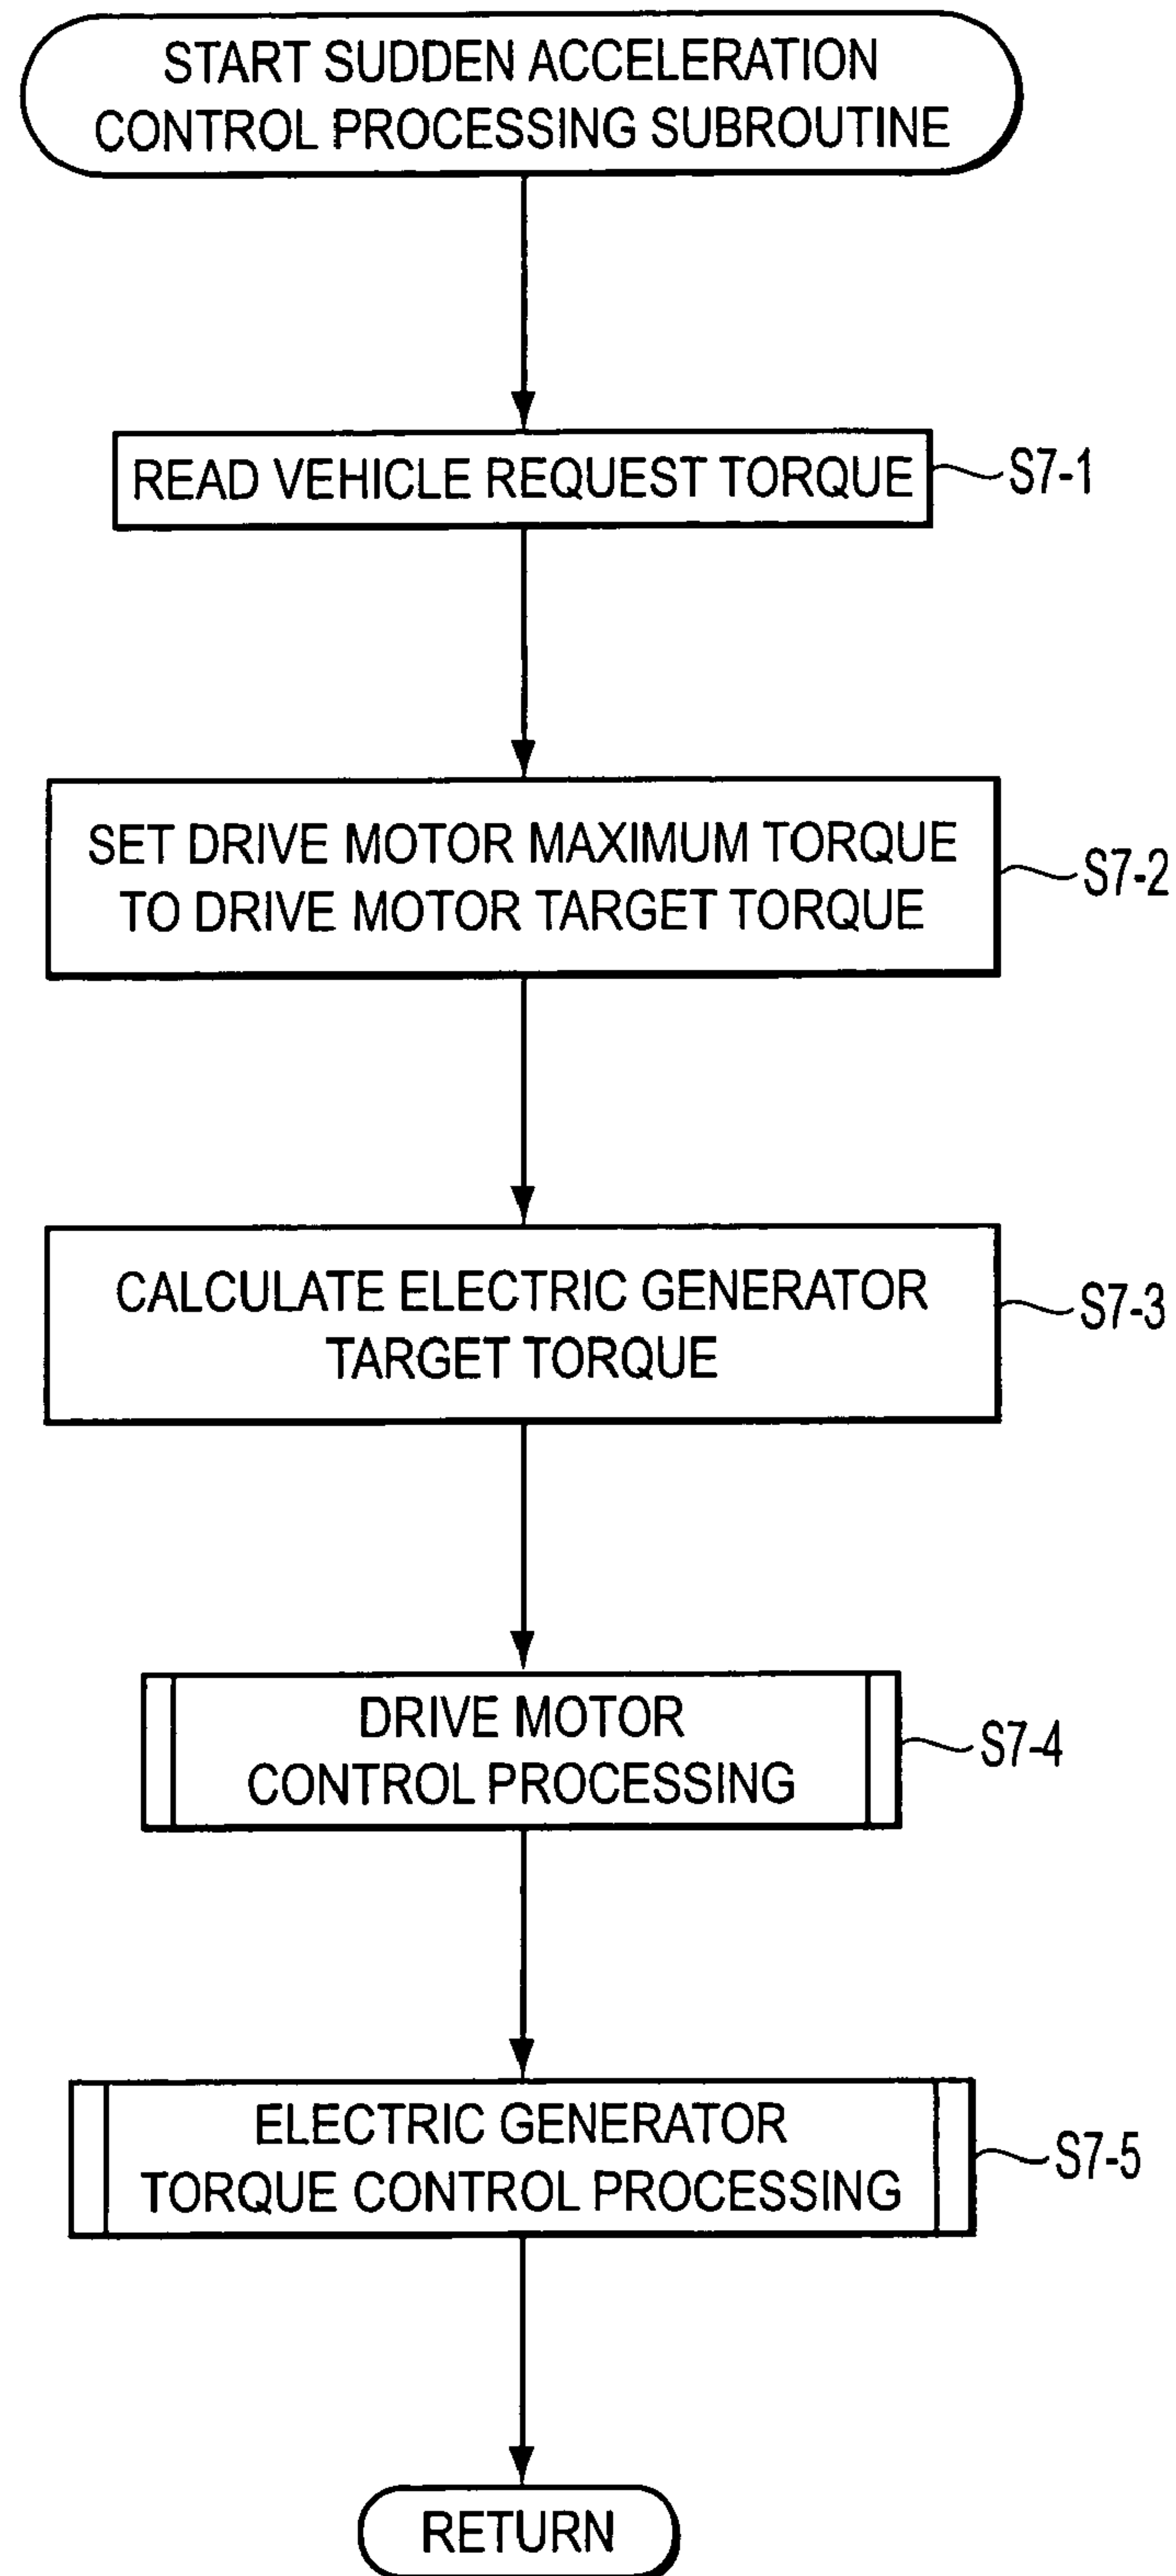 START SUDDEN ACCELERATION
CONTROL PROCESSING SUBROUTINE
READ VEHICLE REQUEST TORQUE
S7-1
SET DRIVE MOTOR MAXIMUM TORQUE
TO DRIVE MOTOR TARGET TORQUE
S7-2
CALCULATE ELECTRIC GENERATOR
TARGET TORQUE
S7-3
DRIVE MOTOR
CONTROL PROCESSING
S7-4
ELECTRIC GENERATOR
TORQUE CONTROL PROCESSING
S7-5
RETURN